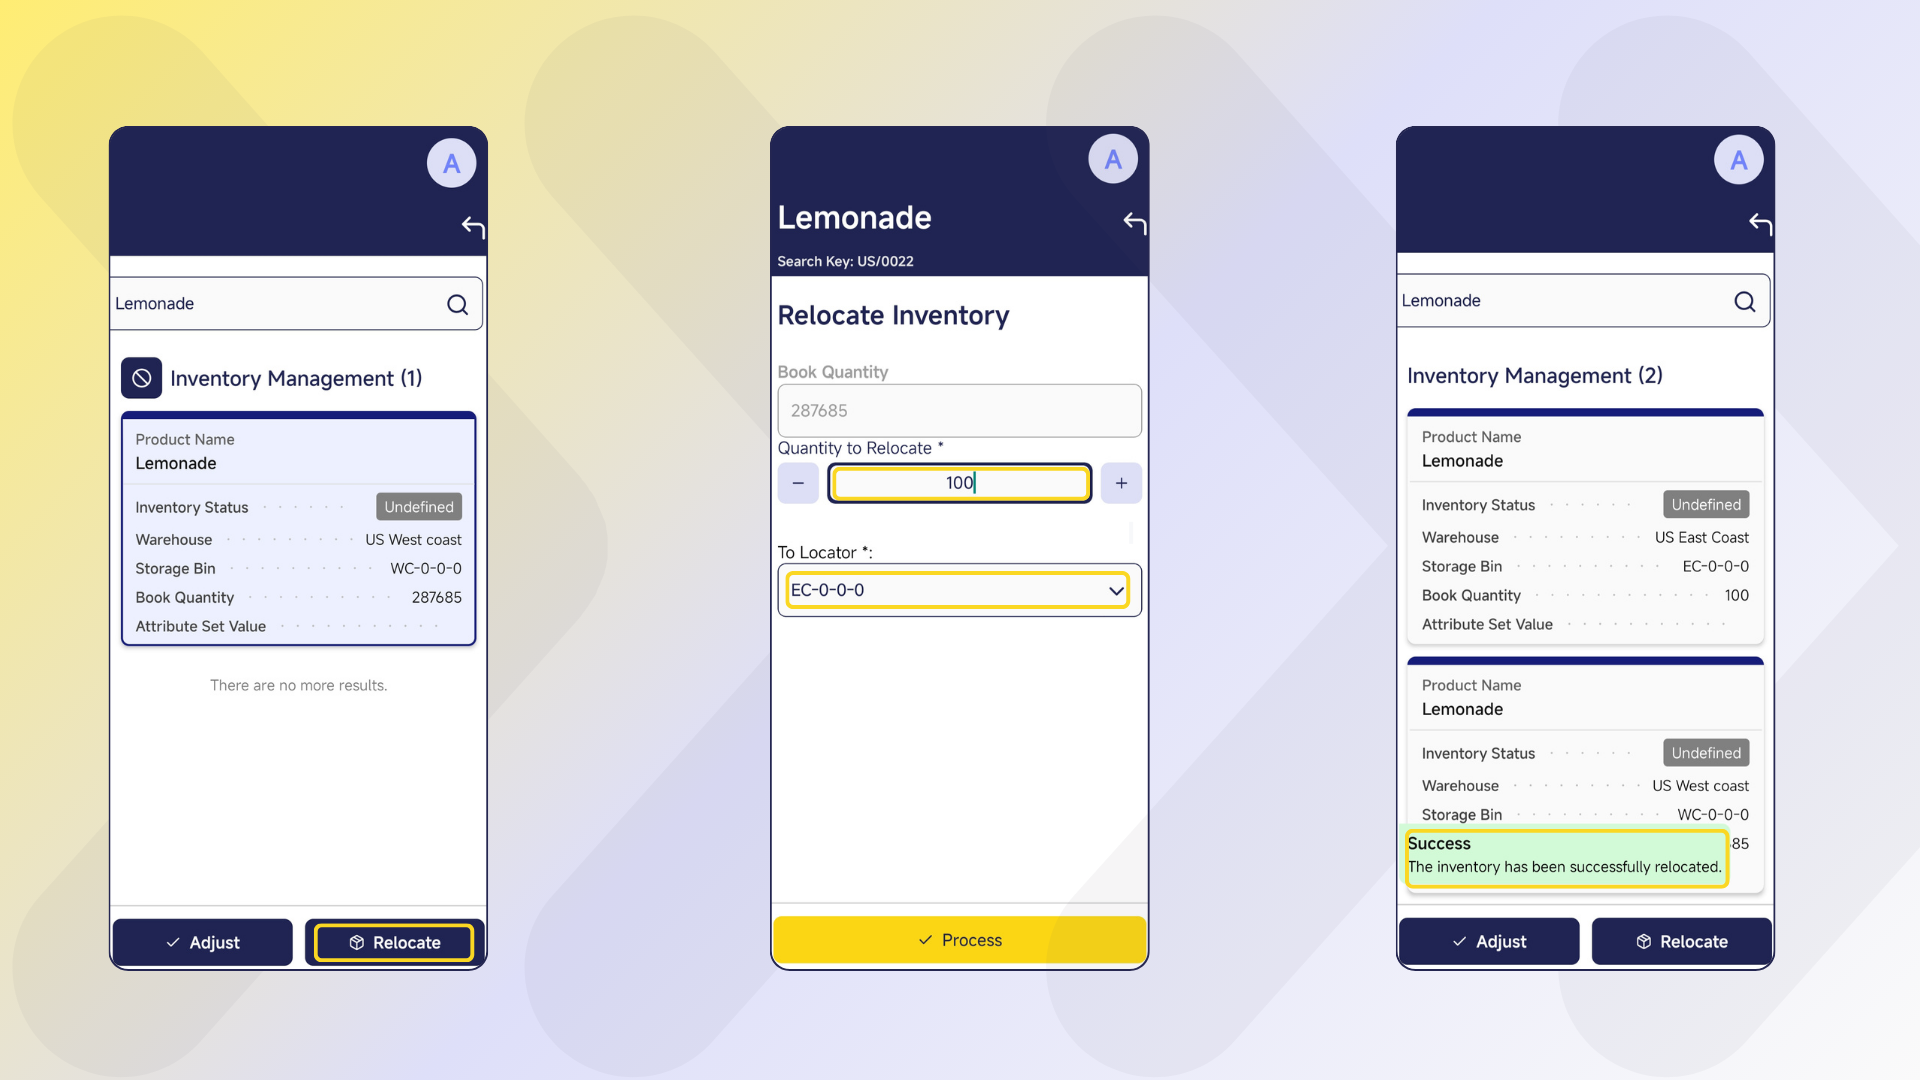 A
Lemonade
Inventory Management (1)
Product Name
Lemonade
Inventory Status Undefined
Warehouse US West coast
Storage Bin WC-0-0-0
Book Quantity 287685
Attribute Set Value
There are no more results.
Adjust Relocate
A
Lemonade
Search Key: US/0022
Relocate Inventory
Book Quantity
287685
Quantity to Relocate *
- 100 +
To Locator *:
EC-0-0-0
Process
A
Lemonade
Inventory Management (2)
Product Name
Lemonade
Inventory Status Undefined
Warehouse US East Coast
Storage Bin EC-0-0-0
Book Quantity 100
Attribute Set Value
Product Name
Lemonade
Inventory Status Undefined
Warehouse US West coast
Storage Bin WC-0-0-0
Success 85
The inventory has been successfully relocated.
Adjust Relocate